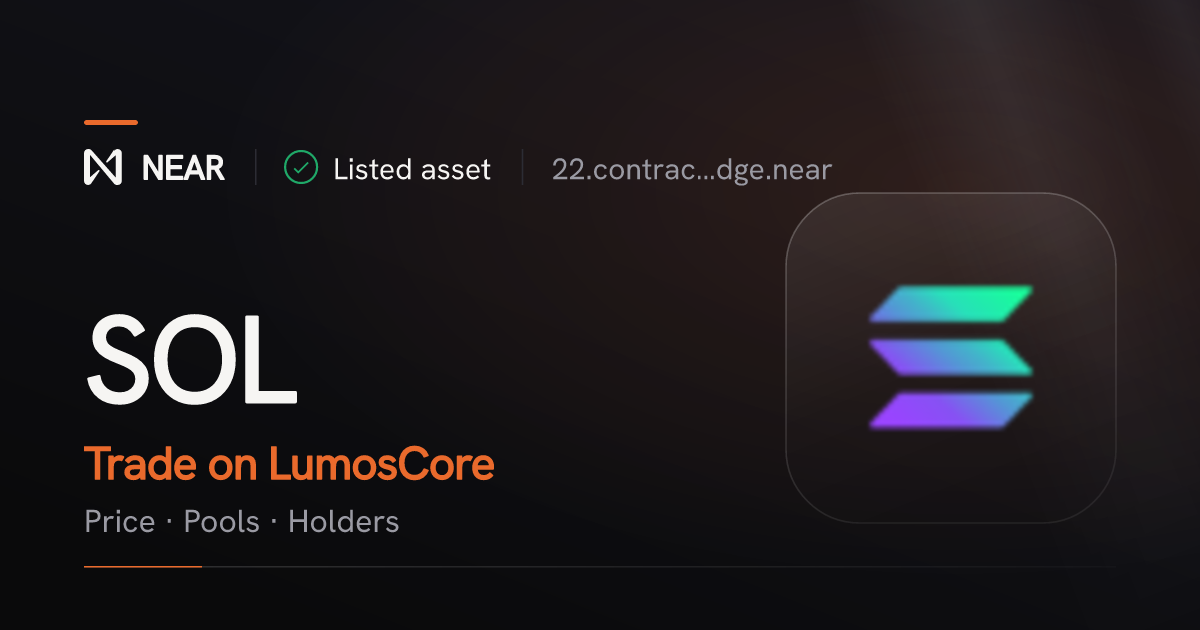 NEAR Listed asset 22.contrac...dge.near
SOL
Trade on LumosCore
Price · Pools · Holders